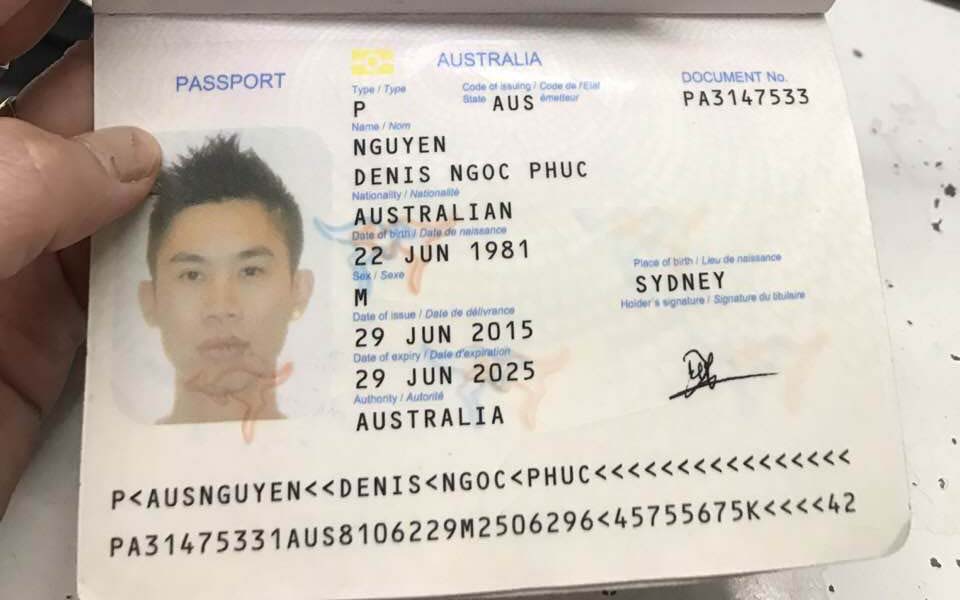 PASSPORT
AUSTRALIA
Type / Type
Code of issuing / Code de l'Etat
State AUS émetteur
DOCUMENT No.
P
PA3147533
Name / Nom
NGUYEN
DENIS NGOC PHUC
Nationality / Nationalité
AUSTRALIAN
Date of birth / Date de naissance
22 JUN 1981
Place of birth / Lieu de naissance
Sex / Sexe
SYDNEY
M
Holder's signature / Signature du titulaire
Date of issue / Date de délivrance
29 JUN 2015
Date of expiry / Date d'expiration
29 JUN 2025
Authority / Autorité
AUSTRALIA
P<AUSNGUYEN<<DENIS<NGOC<PHUC<<<<<<<<<<<<<<<<
PA31475331AUS8106229M2506296<45755675K<<<<42